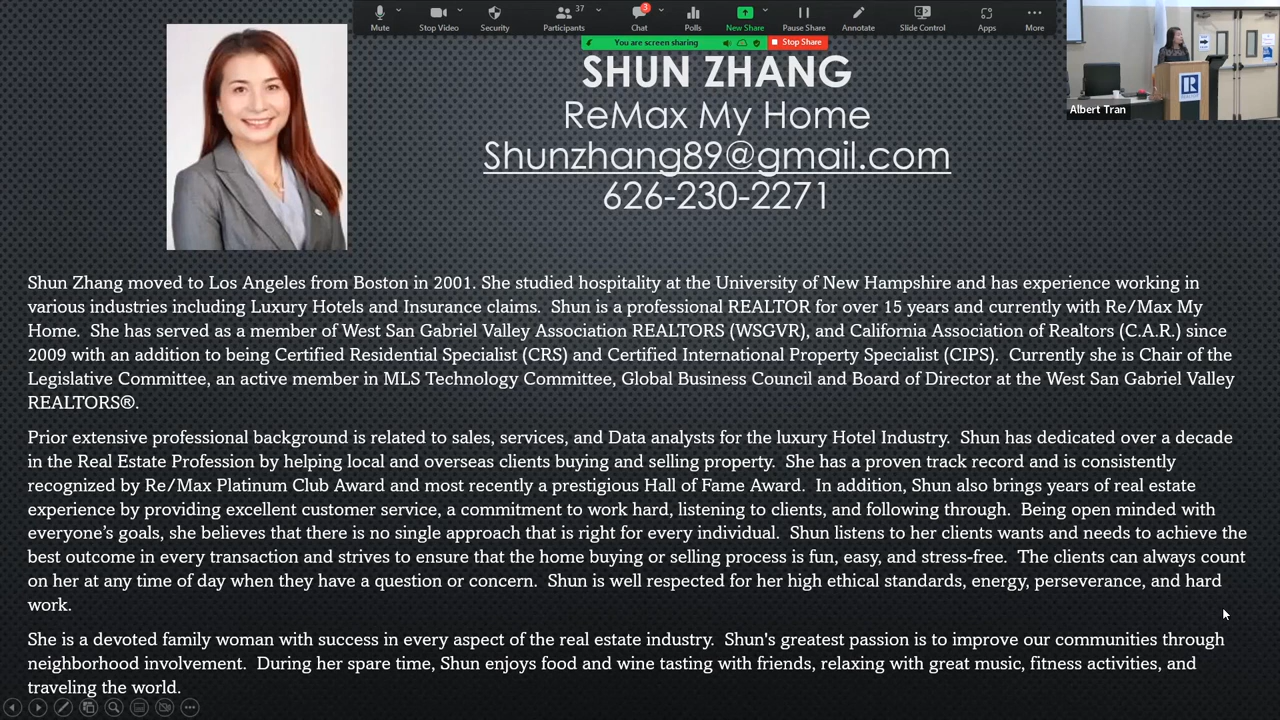 Mute
Stop Video
Security
Participants
37
Chat
3
Polls
New Share
Pause Share
Annotate
Slide Control
Apps
More
You are screen sharing
Stop Share
Albert Tran
R
SHUN ZHANG
ReMax My Home
Shunzhang89@gmail.com
626-230-2271
Shun Zhang moved to Los Angeles from Boston in 2001. She studied hospitality at the University of New Hampshire and has experience working in
various industries including Luxury Hotels and Insurance claims. Shun is a professional REALTOR for over 15 years and currently with Re/Max My
Home. She has served as a member of West San Gabriel Valley Association REALTORS (WSGVR), and California Association of Realtors (C.A.R.) since
2009 with an addition to being Certified Residential Specialist (CRS) and Certified International Property Specialist (CIPS). Currently she is Chair of the
Legislative Committee, an active member in MLS Technology Committee, Global Business Council and Board of Director at the West San Gabriel Valley
REALTORS®.
Prior extensive professional background is related to sales, services, and Data analysts for the luxury Hotel Industry. Shun has dedicated over a decade
in the Real Estate Profession by helping local and overseas clients buying and selling property. She has a proven track record and is consistently
recognized by Re/Max Platinum Club Award and most recently a prestigious Hall of Fame Award. In addition, Shun also brings years of real estate
experience by providing excellent customer service, a commitment to work hard, listening to clients, and following through. Being open minded with
everyone's goals, she believes that there is no single approach that is right for every individual. Shun listens to her clients wants and needs to achieve the
best outcome in every transaction and strives to ensure that the home buying or selling process is fun, easy, and stress-free. The clients can always count
on her at any time of day when they have a question or concern. Shun is well respected for her high ethical standards, energy, perseverance, and hard
work.
She is a devoted family woman with success in every aspect of the real estate industry. Shun's greatest passion is to improve our communities through
neighborhood involvement. During her spare time, Shun enjoys food and wine tasting with friends, relaxing with great music, fitness activities, and
traveling the world.